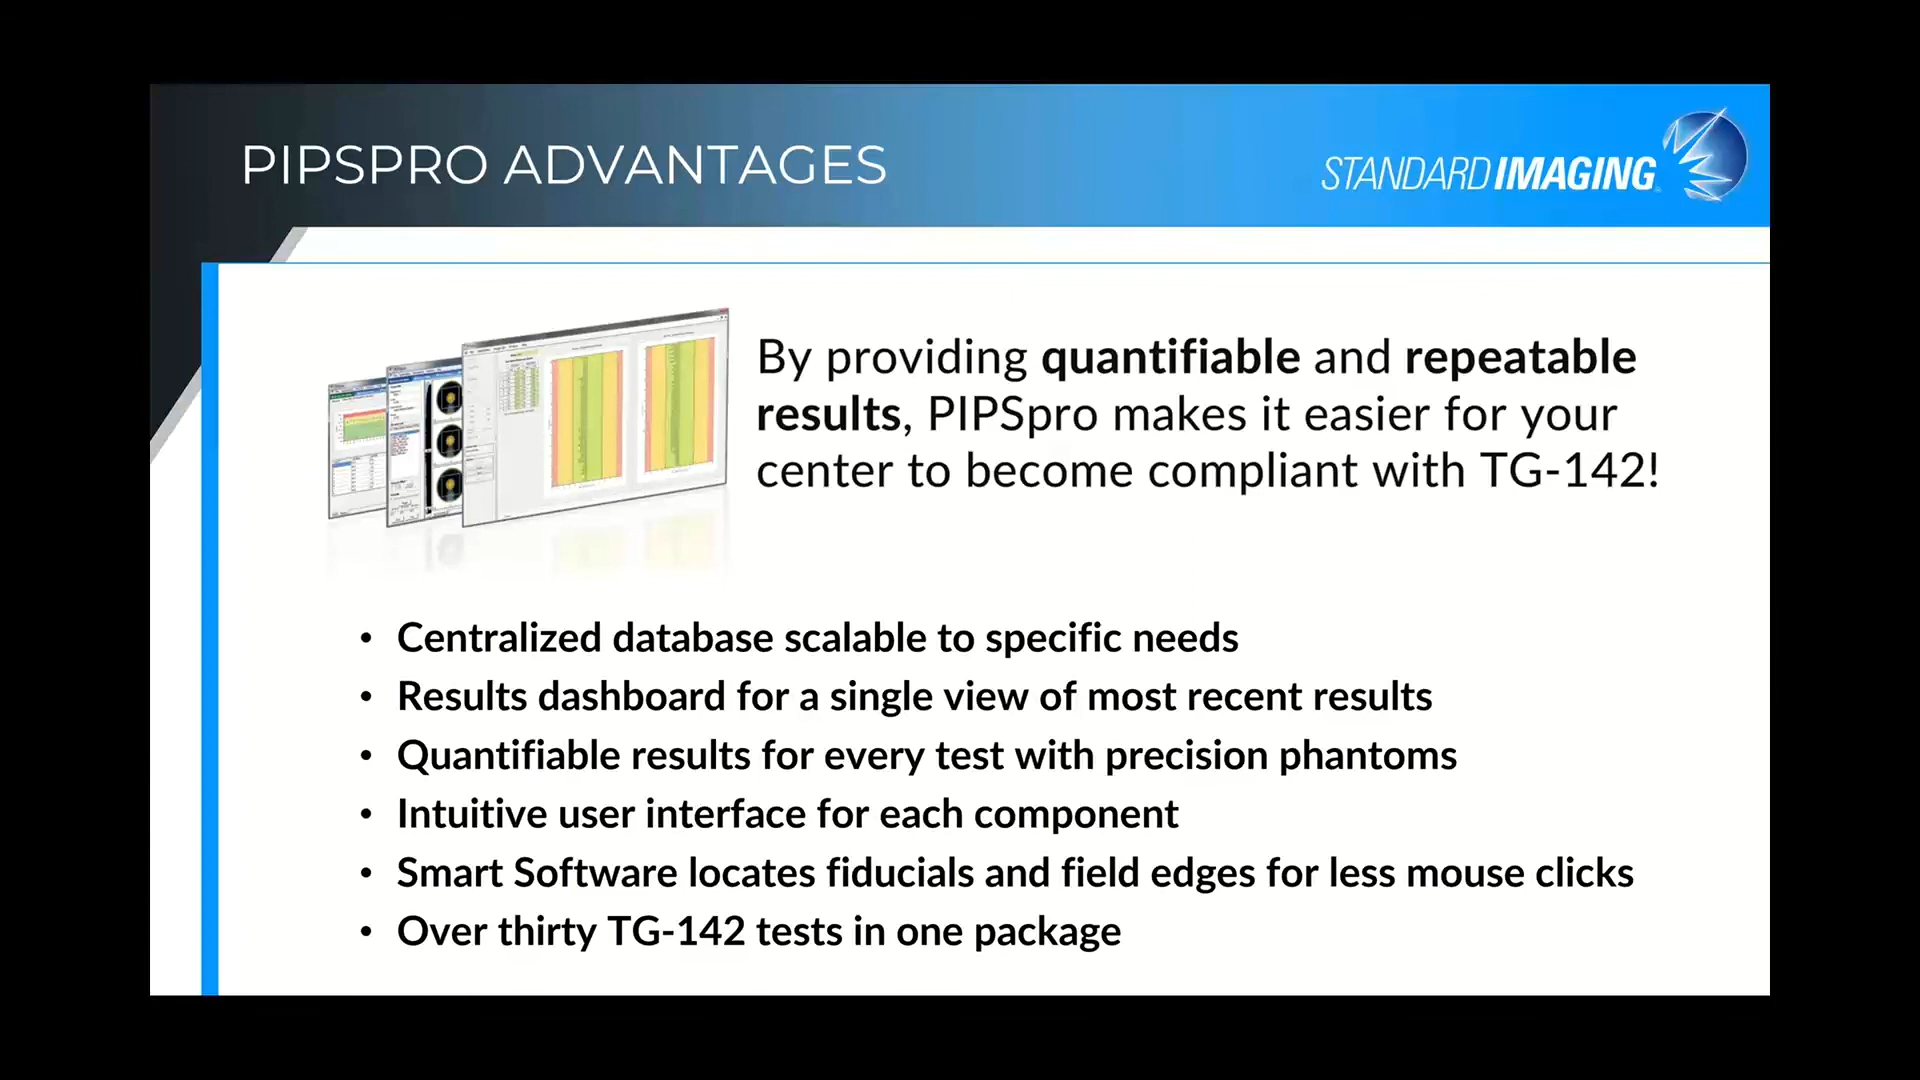 PIPSPRO ADVANTAGES
STANDARD IMAGING
By providing quantifiable and repeatable
results, PIPSpro makes it easier for your
center to become compliant with TG-142!
• Centralized database scalable to specific needs
• Results dashboard for a single view of most recent results
• Quantifiable results for every test with precision phantoms
• Intuitive user interface for each component
• Smart Software locates fiducials and field edges for less mouse clicks
• Over thirty TG-142 tests in one package